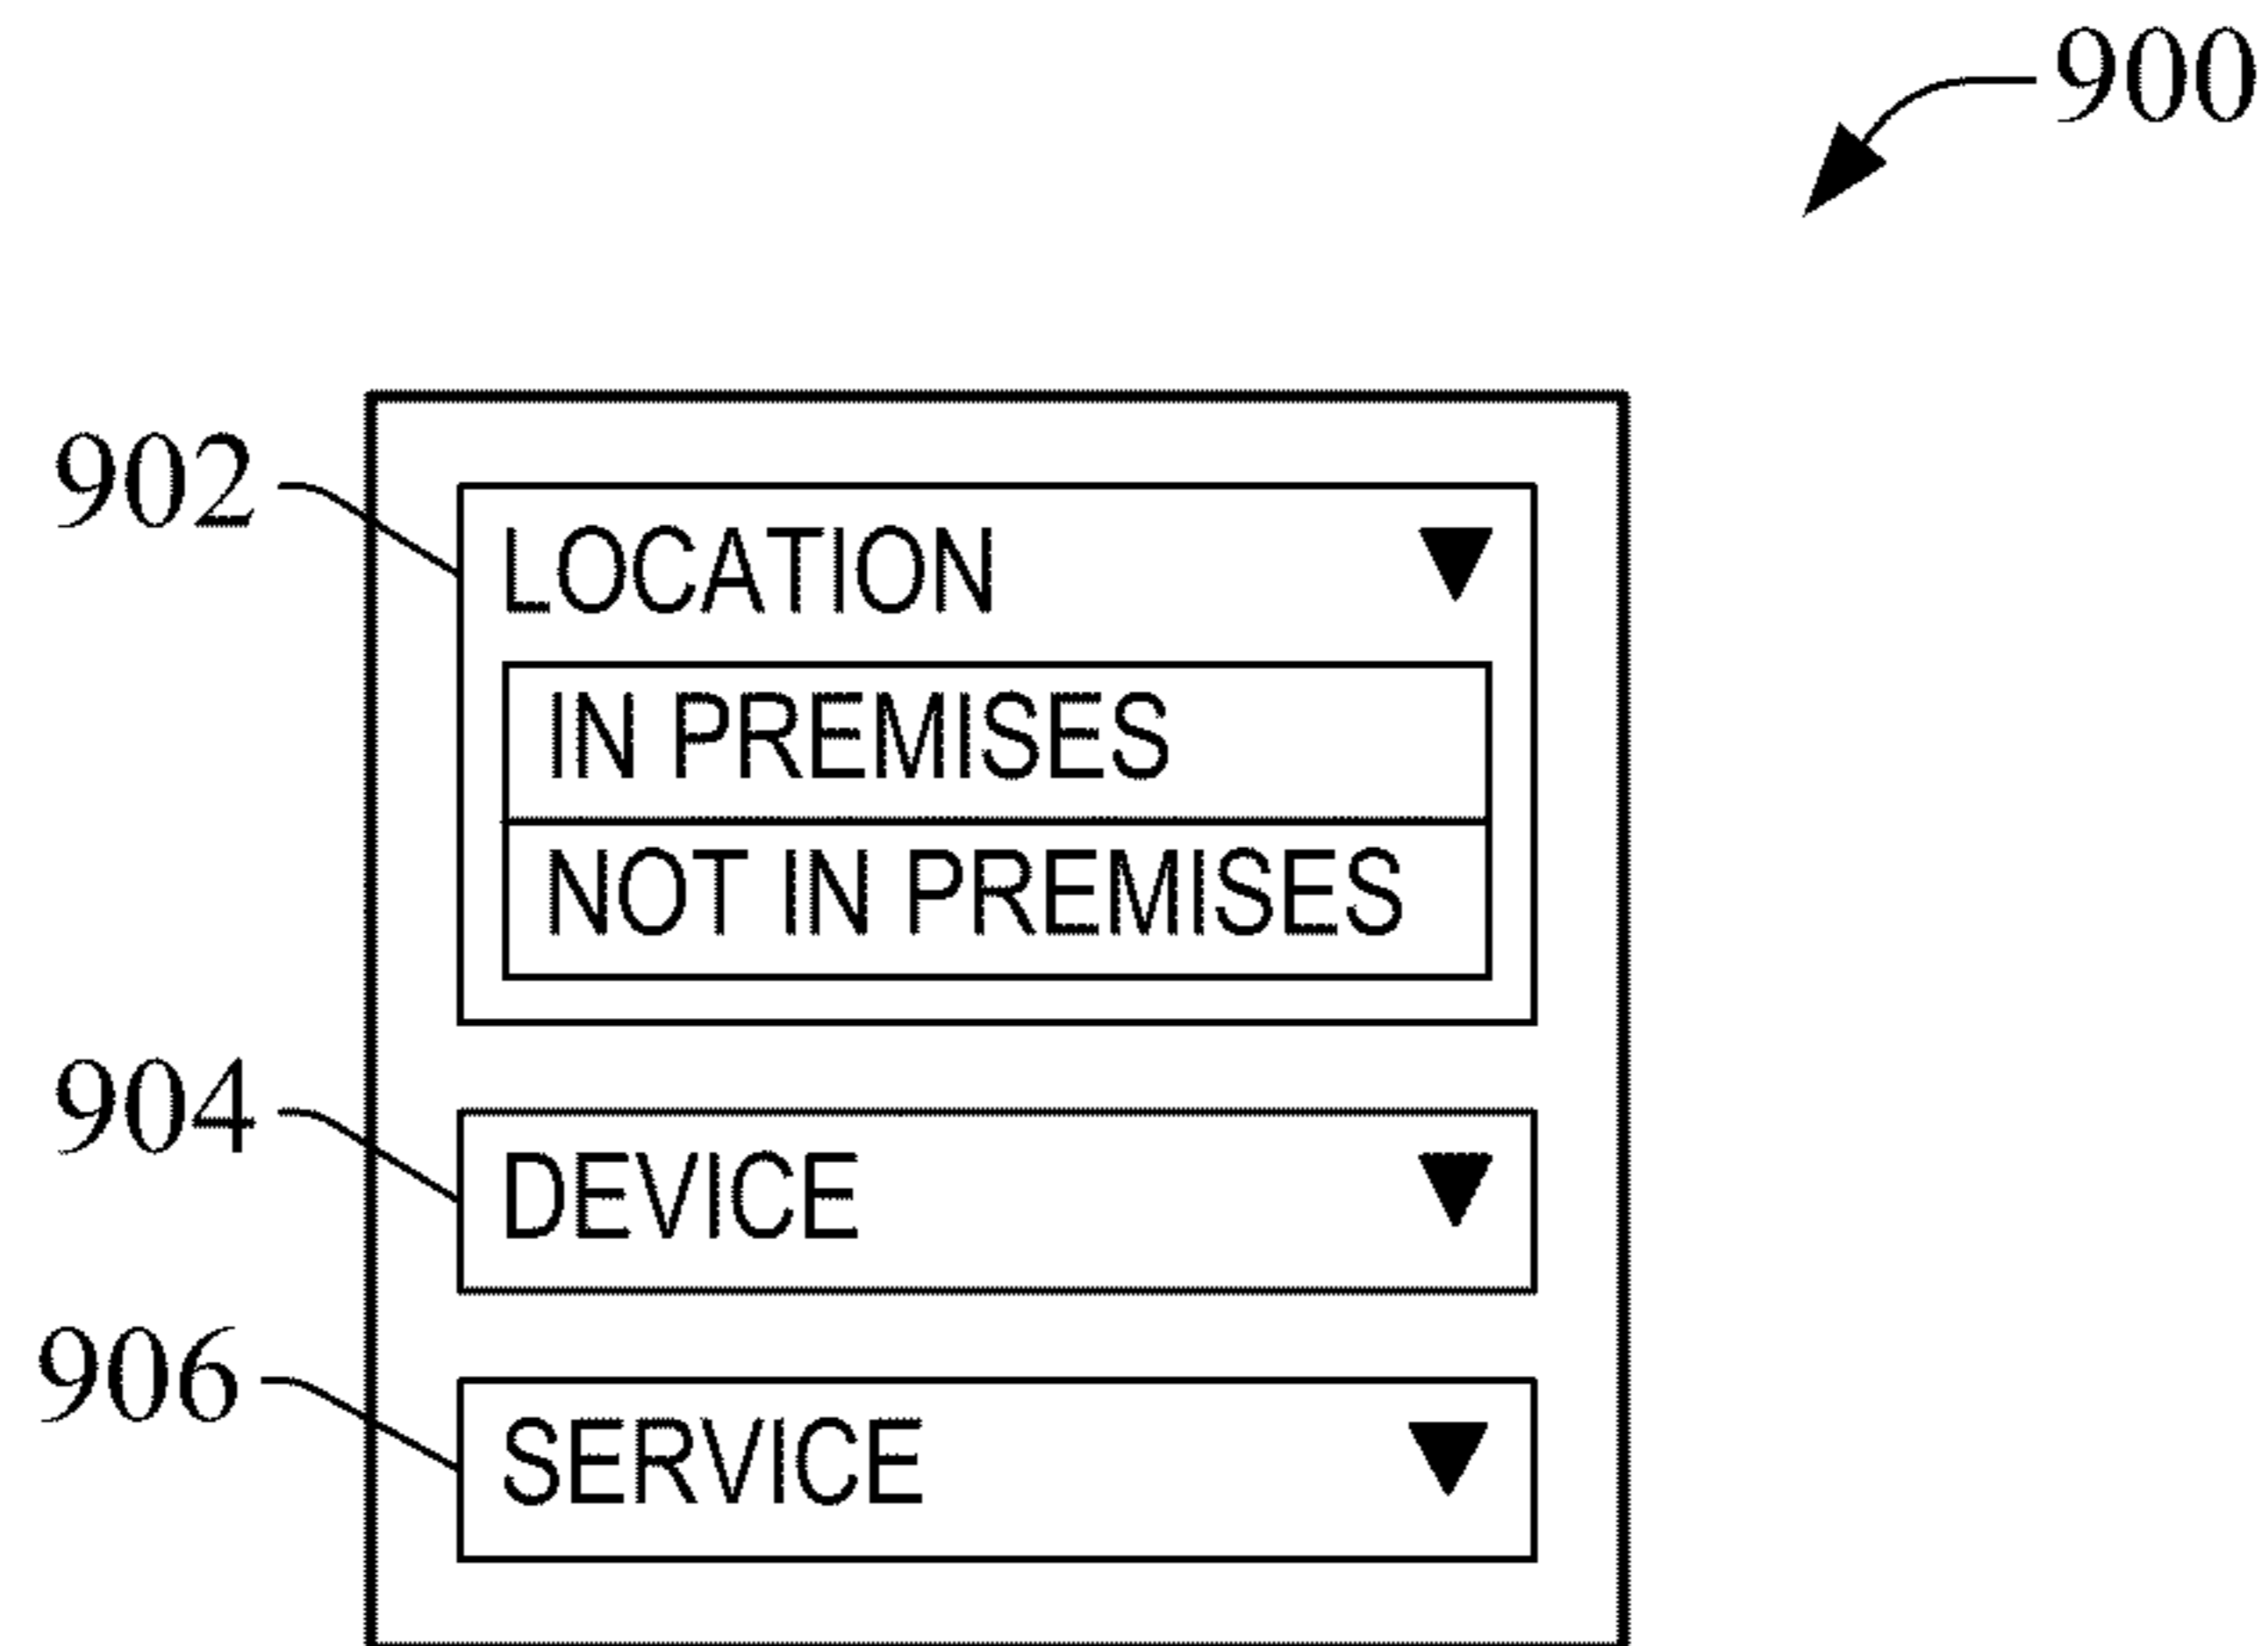 900
902
LOCATION
IN PREMISES
NOT IN PREMISES
904
DEVICE
906
SERVICE